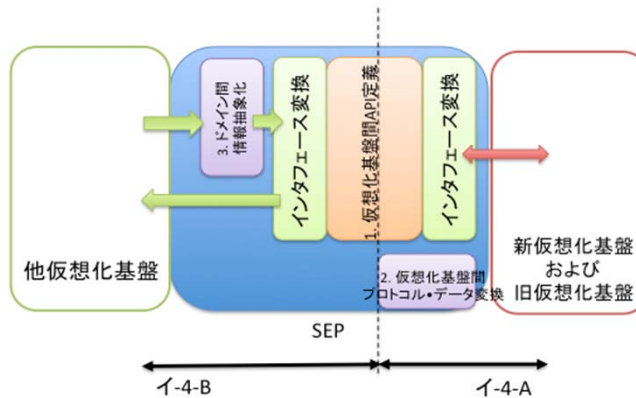 3. ドメイン間
情報抽象化
インタフェース変換
1. 仮想化基盤間API定義
インタフェース変換
他仮想化基盤
新仮想化基盤
および
旧仮想化基盤
2. 仮想化基盤間
プロトコル•データ変換
SEP
イ-4-B
イ-4-A